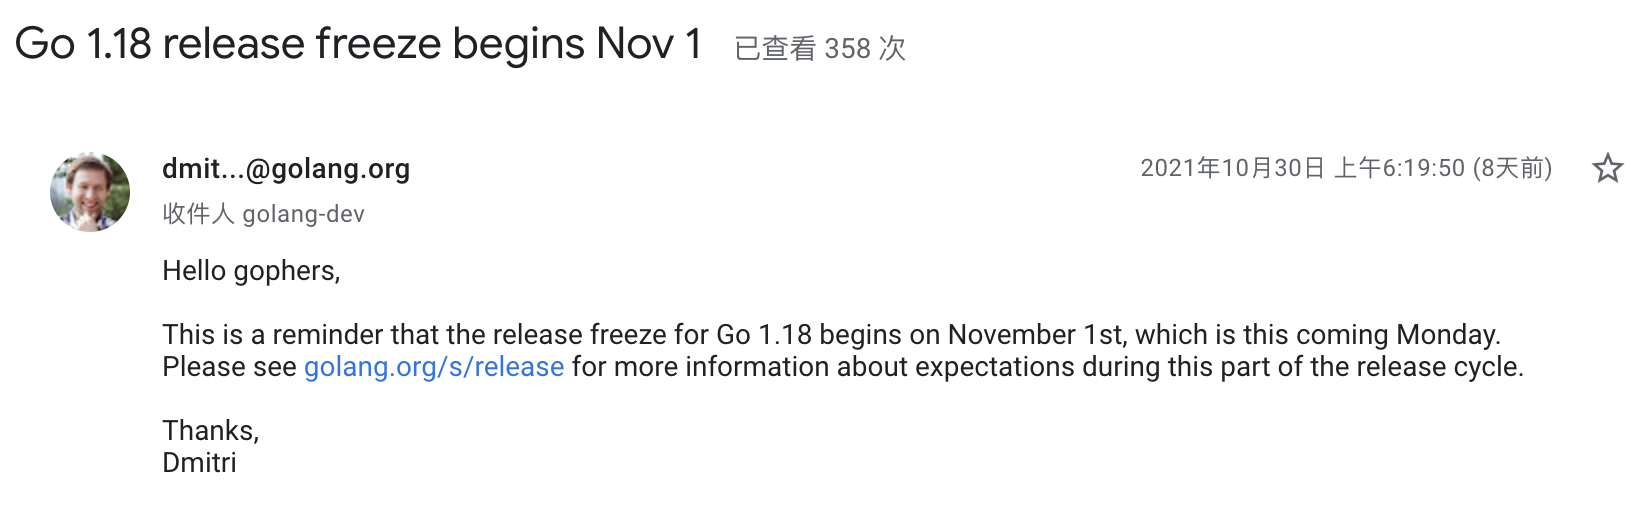 Go 1.18 release freeze begins Nov 1 已查看 358 次
dmit...@golang.org 2021年10月30日 上午6:19:50 (8天前)
收件人 golang-dev
Hello gophers,
This is a reminder that the release freeze for Go 1.18 begins on November 1st, which is this coming Monday.
Please see golang.org/s/release for more information about expectations during this part of the release cycle.
Thanks,
Dmitri